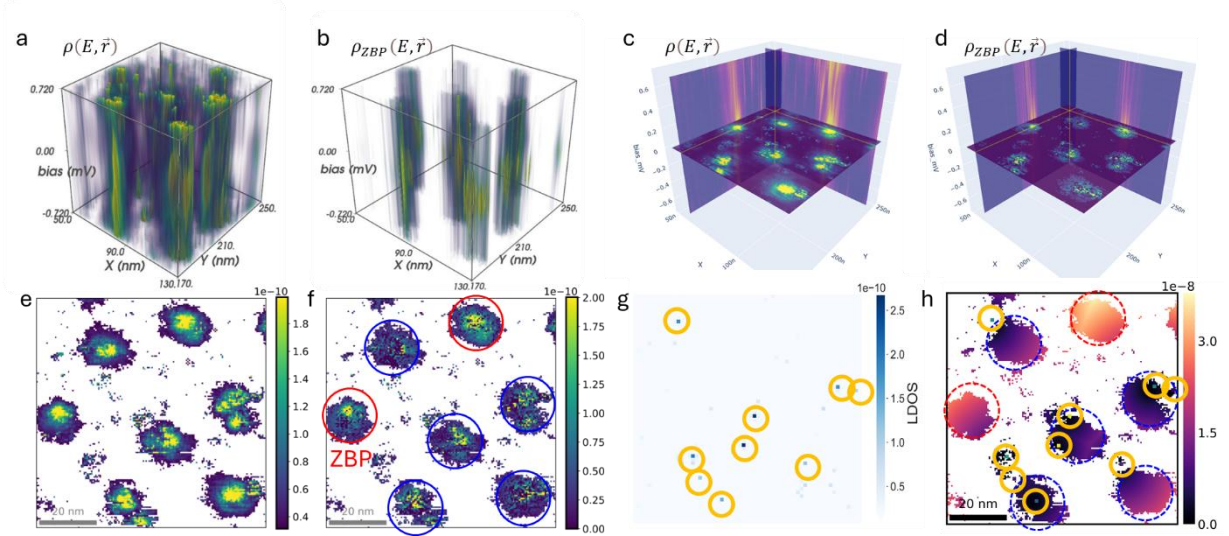 a ρ(E, r⃗)
b ρ_ZBP(E, r⃗)
c ρ(E, r⃗)
d ρ_ZBP(E, r⃗)
0.720
0.00
bias (mV)
-0.720
50.0
90.0
X (nm)
130.
170.
Y (nm)
210.
250.
0.720
0.00
bias (mV)
-0.720
50.0
90.0
X (nm)
130.
170.
Y (nm)
210.
250.
0.6
0.4
0.2
0
−0.2
−0.4
−0.6
bias_mV
50n
100n
X
200n
250n
Y
0.6
0.4
0.2
0
−0.2
−0.4
−0.6
bias_mV
50n
100n
X
200n
250n
Y
e
1e-10
1.8
1.6
1.4
1.2
1.0
0.8
0.6
0.4
20 nm
f
1e-10
2.00
1.75
1.50
1.25
1.00
0.75
0.50
0.25
0.00
ZBP
20 nm
g
1e-10
2.5
2.0
1.5
1.0
0.5
LDOS
h
1e-8
3.0
1.5
0.0
20 nm